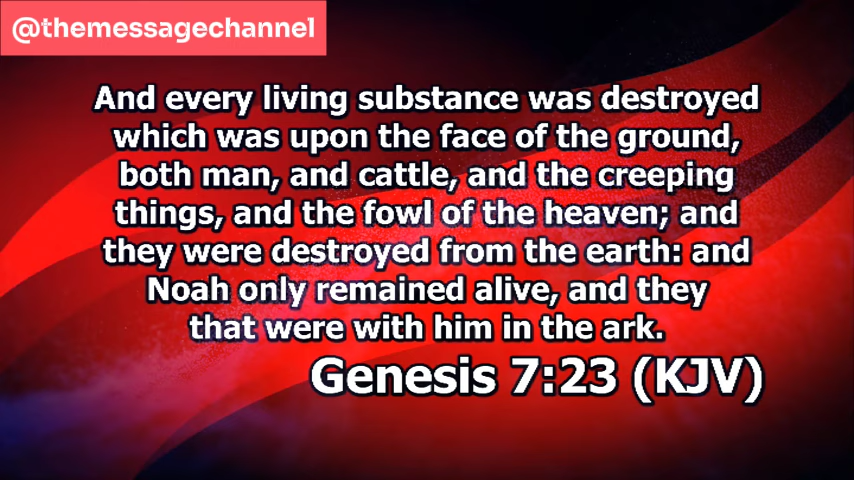 @themessagechannel
And every living substance was destroyed
which was upon the face of the ground,
both man, and cattle, and the creeping
things, and the fowl of the heaven; and
they were destroyed from the earth: and
Noah only remained alive, and they
that were with him in the ark.
Genesis 7:23 (KJV)